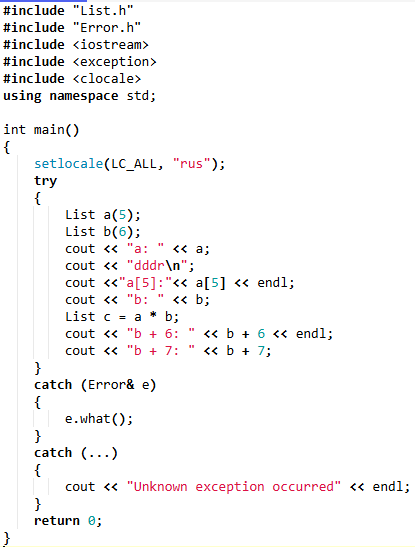 #include "List.h"
#include "Error.h"
#include <iostream>
#include <exception>
#include <clocale>
using namespace std;
int main()
{
setlocale(LC_ALL, "rus");
try
{
List a(5);
List b(6);
cout << "a: " << a;
cout << "dddr\n";
cout <<"a[5]:"<< a[5] << endl;
cout << "b: " << b;
List c = a * b;
cout << "b + 6: " << b + 6 << endl;
cout << "b + 7: " << b + 7;
}
catch (Error& e)
{
e.what();
}
catch (...)
{
cout << "Unknown exception occurred" << endl;
}
return 0;
}